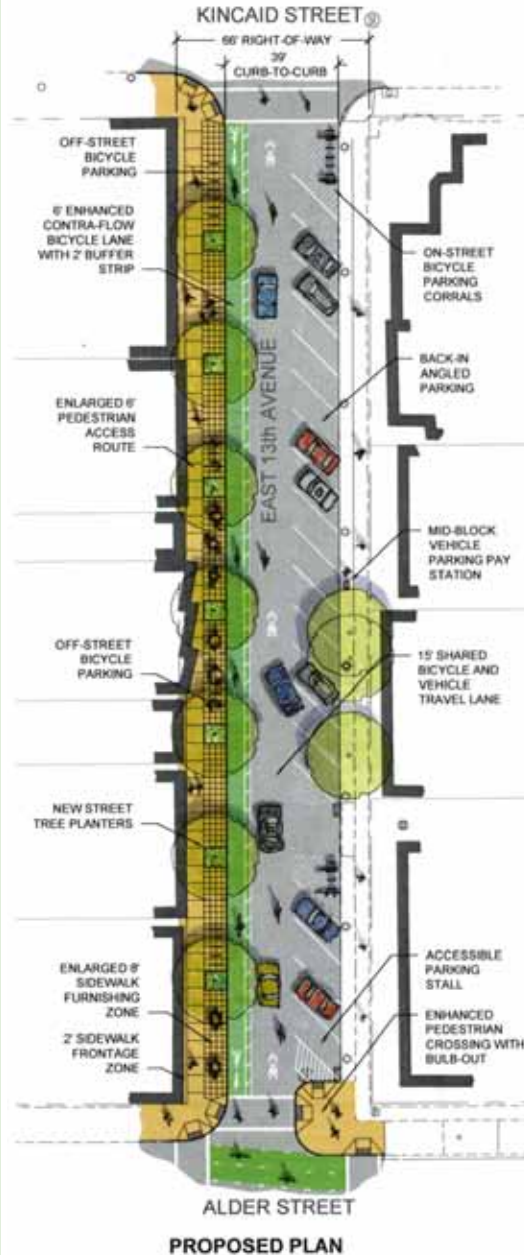 KINCAID STREET
66' RIGHT-OF-WAY
39'
CURB-TO-CURB
OFF-STREET
BICYCLE
PARKING
6' ENHANCED
CONTRA-FLOW
BICYCLE LANE
WITH 2' BUFFER
STRIP
ENLARGED 6'
PEDESTRIAN
ACCESS
ROUTE
OFF-STREET
BICYCLE
PARKING
NEW STREET
TREE PLANTERS
ENLARGED 8'
SIDEWALK
FURNISHING
ZONE
2' SIDEWALK
FRONTAGE
ZONE
EAST 13th AVENUE
ON-STREET
BICYCLE
PARKING
CORRALS
BACK-IN
ANGLED
PARKING
MID-BLOCK
VEHICLE
PARKING PAY
STATION
15' SHARED
BICYCLE AND
VEHICLE
TRAVEL LANE
ACCESSIBLE
PARKING
STALL
ENHANCED
PEDESTRIAN
CROSSING WITH
BULB-OUT
ALDER STREET
PROPOSED PLAN